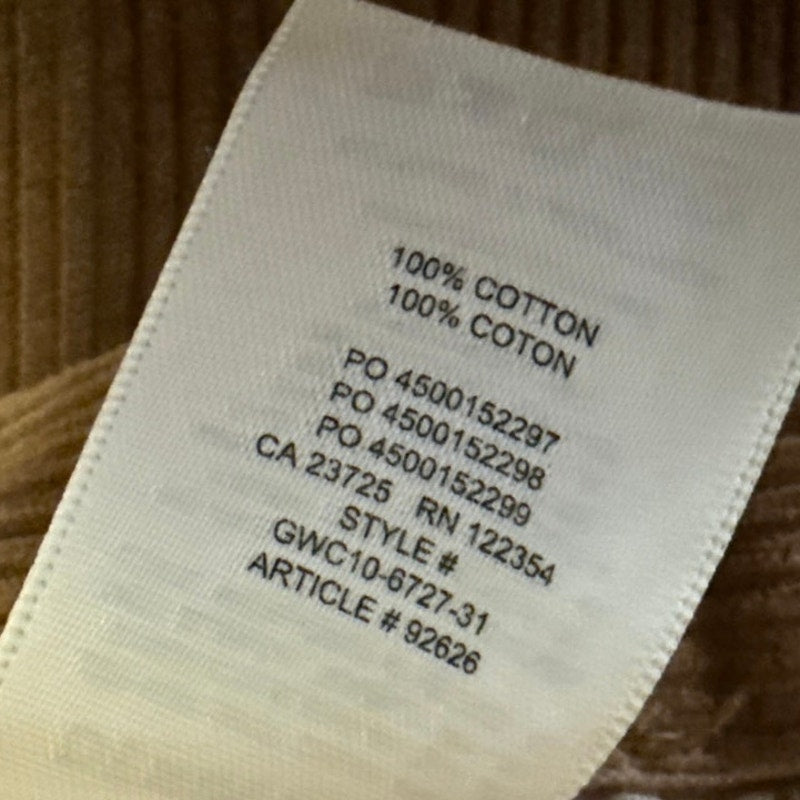 100% COTTON
100% COTON
PO 4500152297
PO 4500152298
PO 4500152299
CA 23725 RN 122354
STYLE #
GWC10-6727-31
ARTICLE # 92626